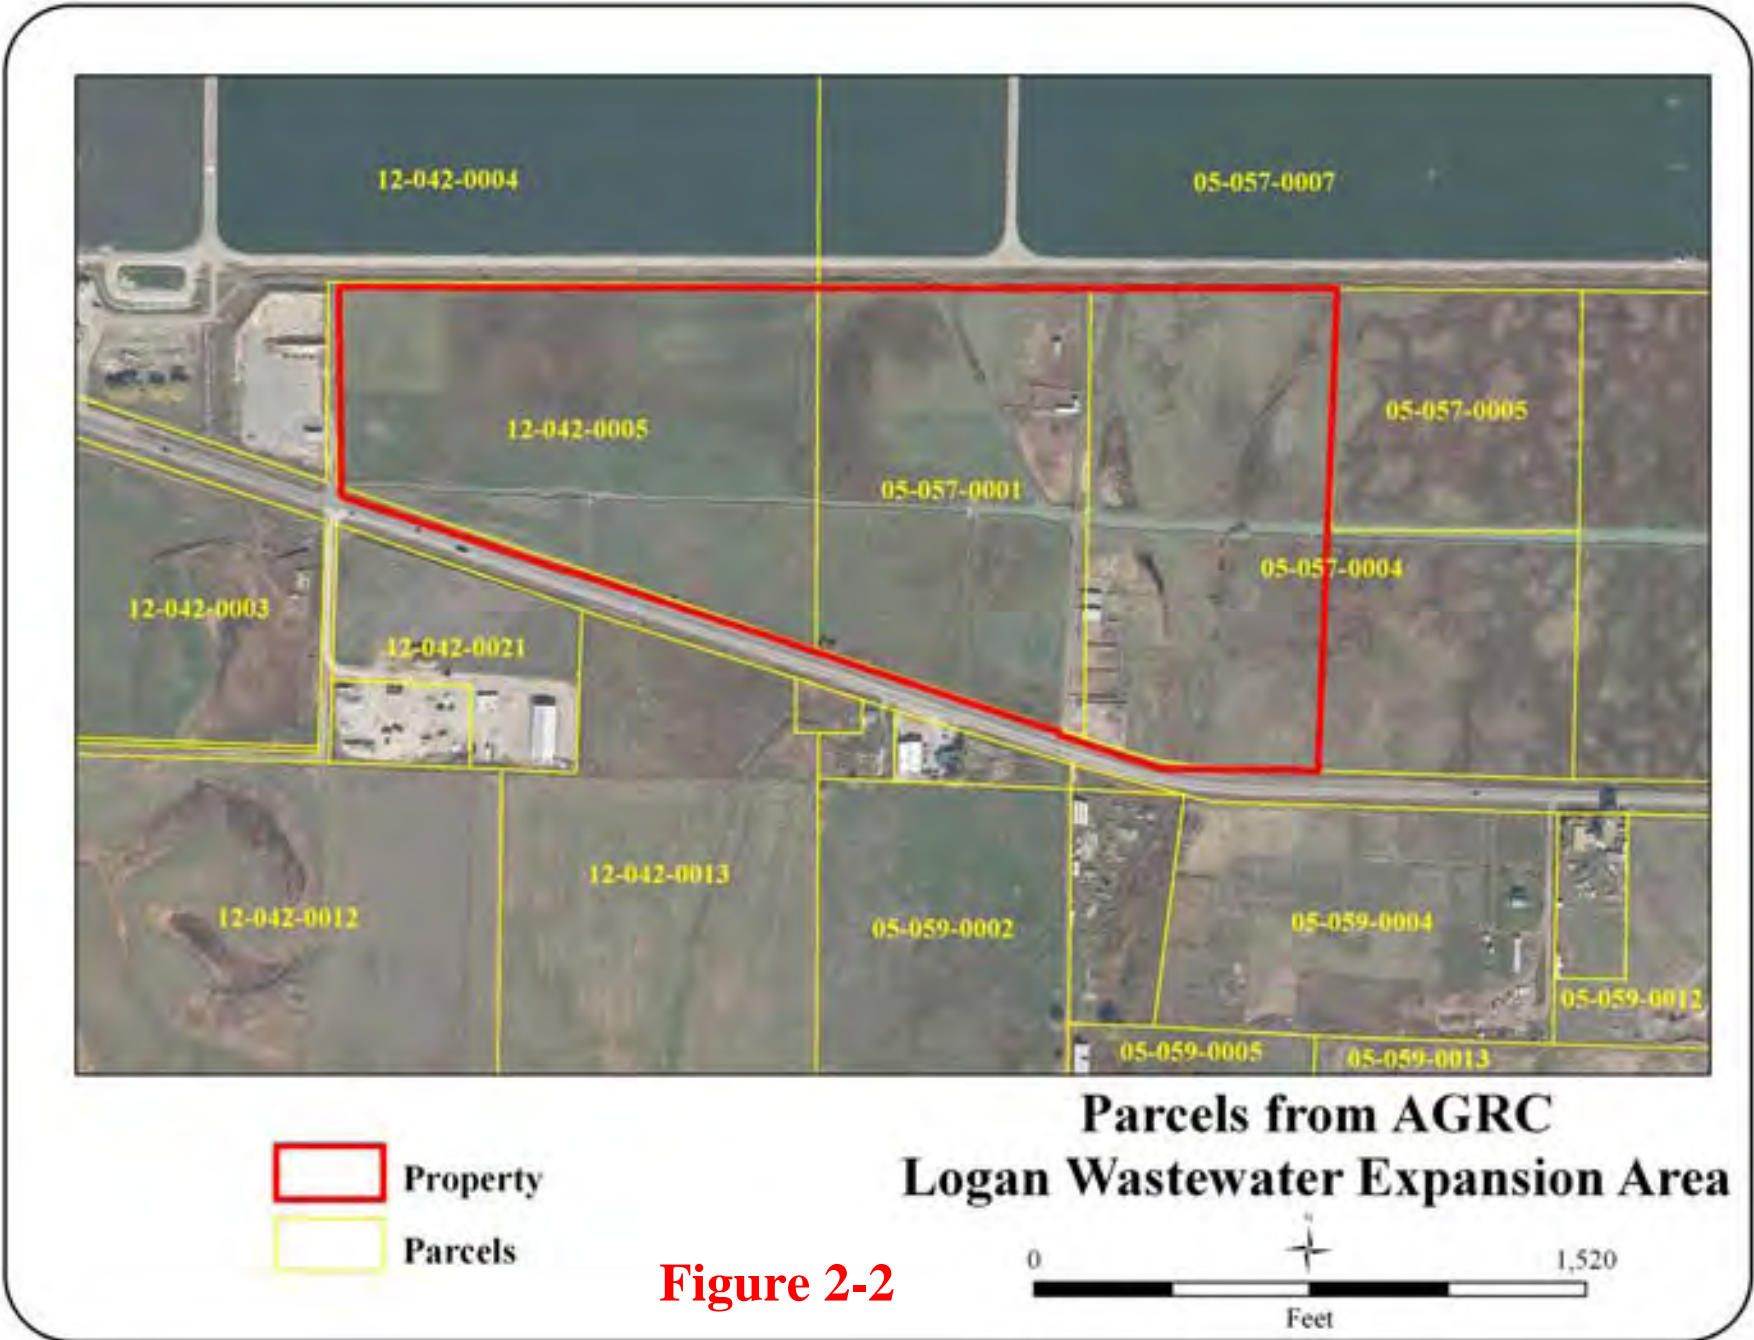 12-042-0004
05-057-0007
12-042-0005
05-057-0005
05-057-0001
05-057-0004
12-042-0003
12-042-0021
12-042-0013
12-042-0012
05-059-0002
05-059-0004
05-059-0012
05-059-0005
05-059-0013
Parcels from AGRC
Logan Wastewater Expansion Area
Property
Parcels
Figure 2-2
N
0 1,520
Feet